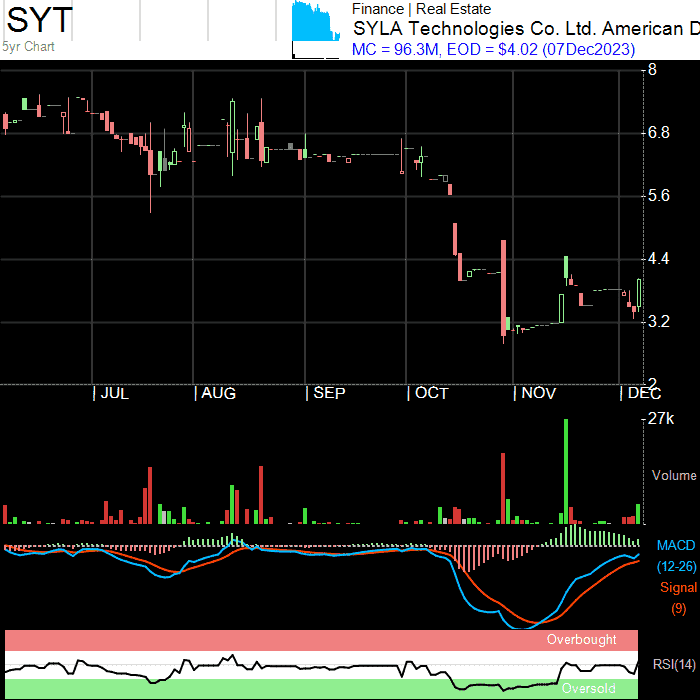 SYT
Finance | Real Estate
5yr Chart
SYLA Technologies Co. Ltd. American D
MC = 96.3M, EOD = $4.02 (07Dec2023)
8
6.8
5.6
4.4
3.2
2
| JUL | AUG | SEP | OCT | NOV | DEC
27k
Volume
MACD
(12-26)
Signal
(9)
Overbought
RSI(14)
Oversold